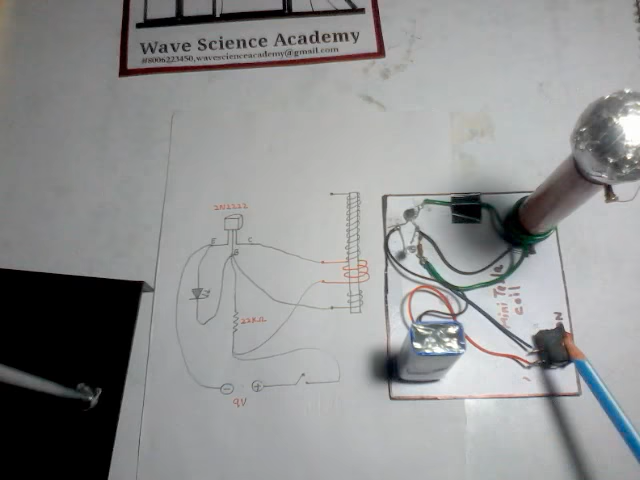 Wave Science Academy
#8006223450,wavescienceacademy@gmail.com
2N2222
E C
B
22KΩ
9V
Mini Tesla
coil